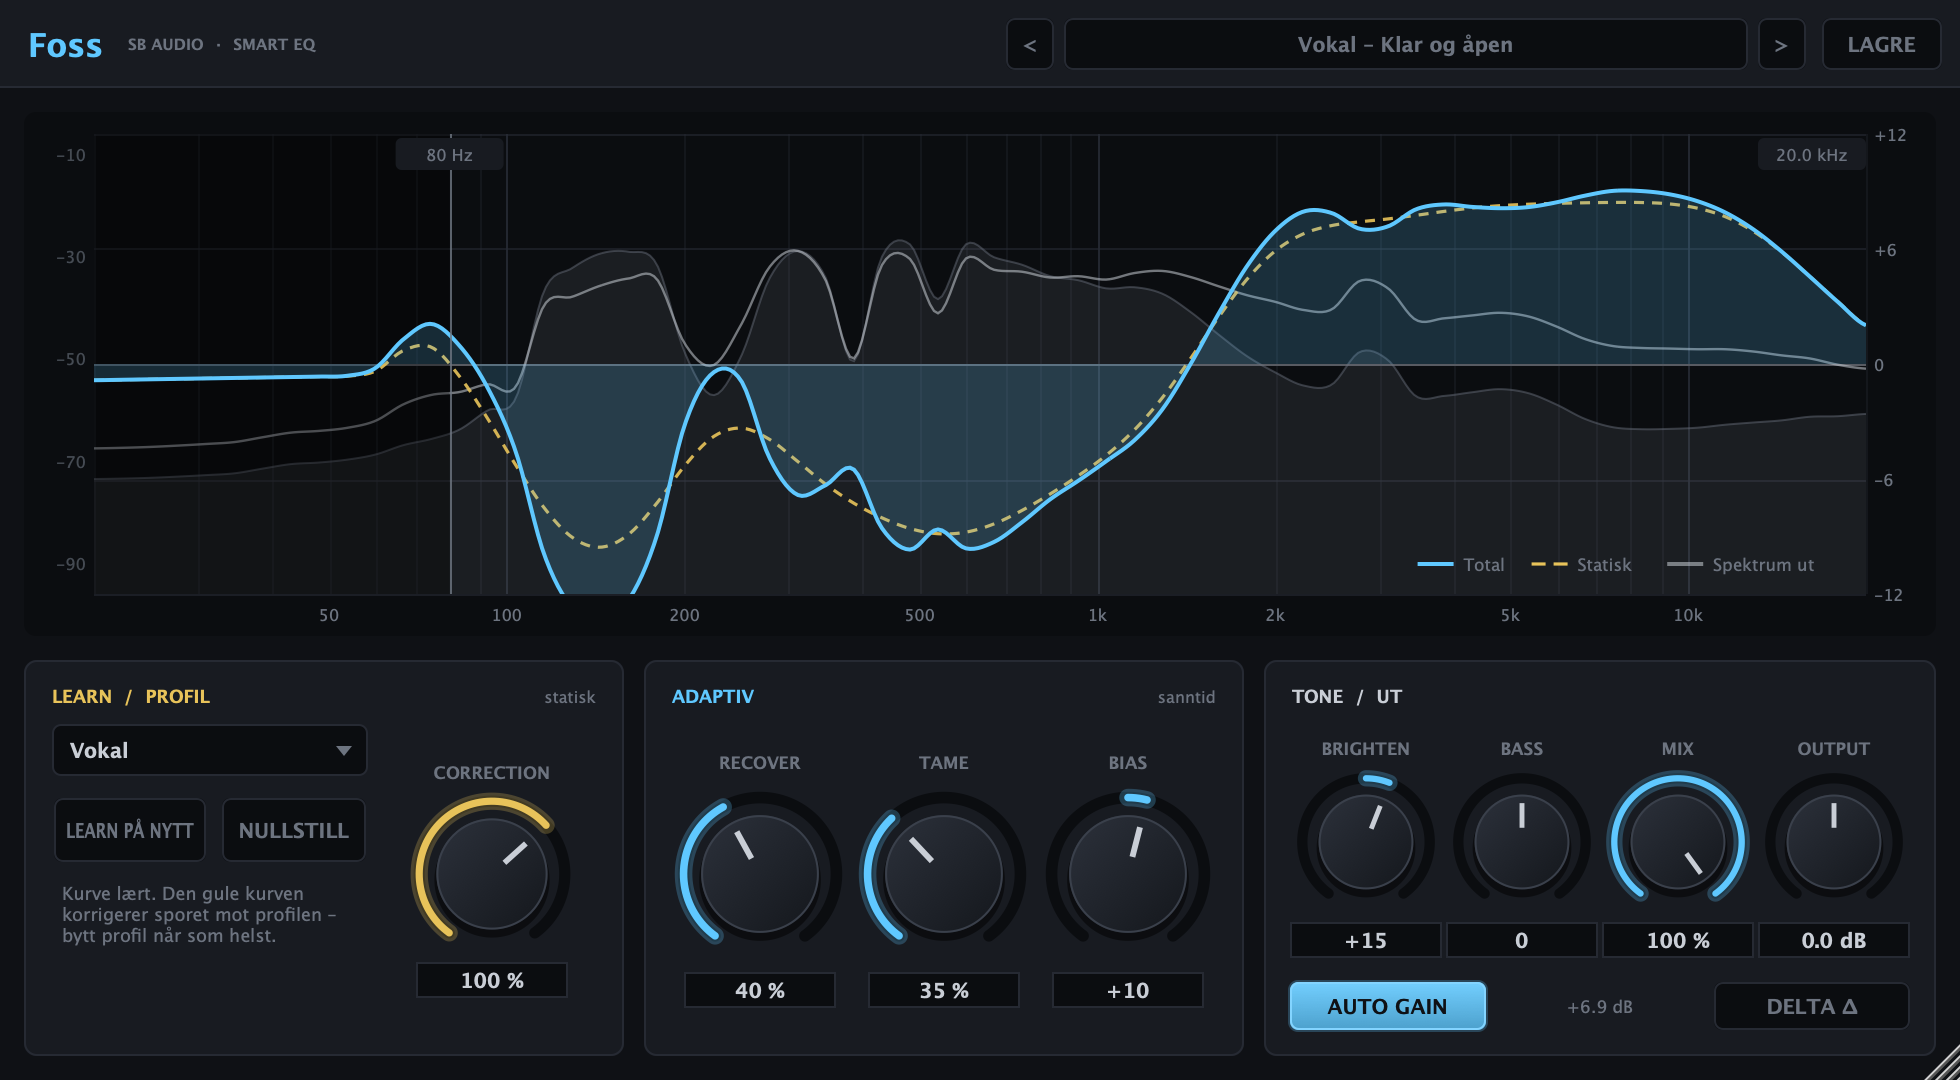 Foss SB AUDIO · SMART EQ < Vokal – Klar og åpen > LAGRE
+12
−10 80 Hz 20.0 kHz
+6
−30
−50 0
−70
−6
−90 Total Statisk Spektrum ut
−12
50 100 200 500 1k 2k 5k 10k
LEARN / PROFIL statisk
Vokal
CORRECTION
LEARN PÅ NYTT NULLSTILL
Kurve lært. Den gule kurven
korrigerer sporet mot profilen –
bytt profil når som helst.
100 %
ADAPTIV sanntid
RECOVER TAME BIAS
40 % 35 % +10
TONE / UT
BRIGHTEN BASS MIX OUTPUT
+15 0 100 % 0.0 dB
AUTO GAIN +6.9 dB DELTA Δ